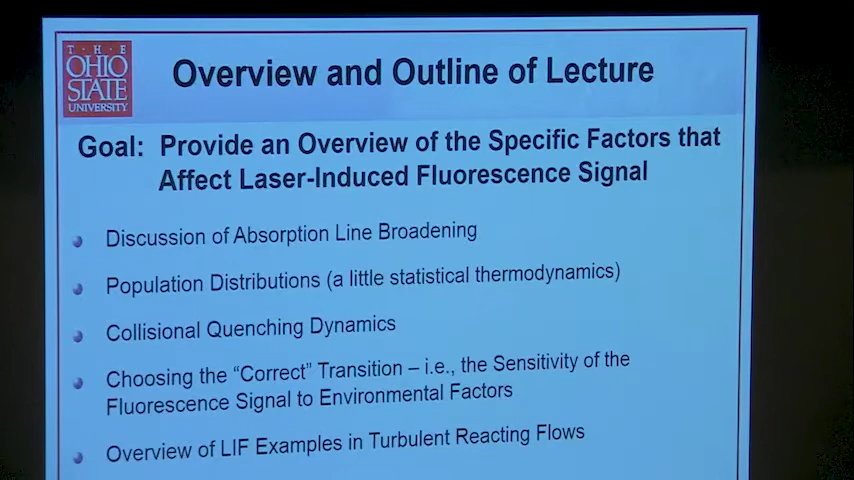 T · H · E
OHIO
STATE
UNIVERSITY
Overview and Outline of Lecture
Goal: Provide an Overview of the Specific Factors that
Affect Laser-Induced Fluorescence Signal
Discussion of Absorption Line Broadening
Population Distributions (a little statistical thermodynamics)
Collisional Quenching Dynamics
Choosing the “Correct” Transition – i.e., the Sensitivity of the
Fluorescence Signal to Environmental Factors
Overview of LIF Examples in Turbulent Reacting Flows